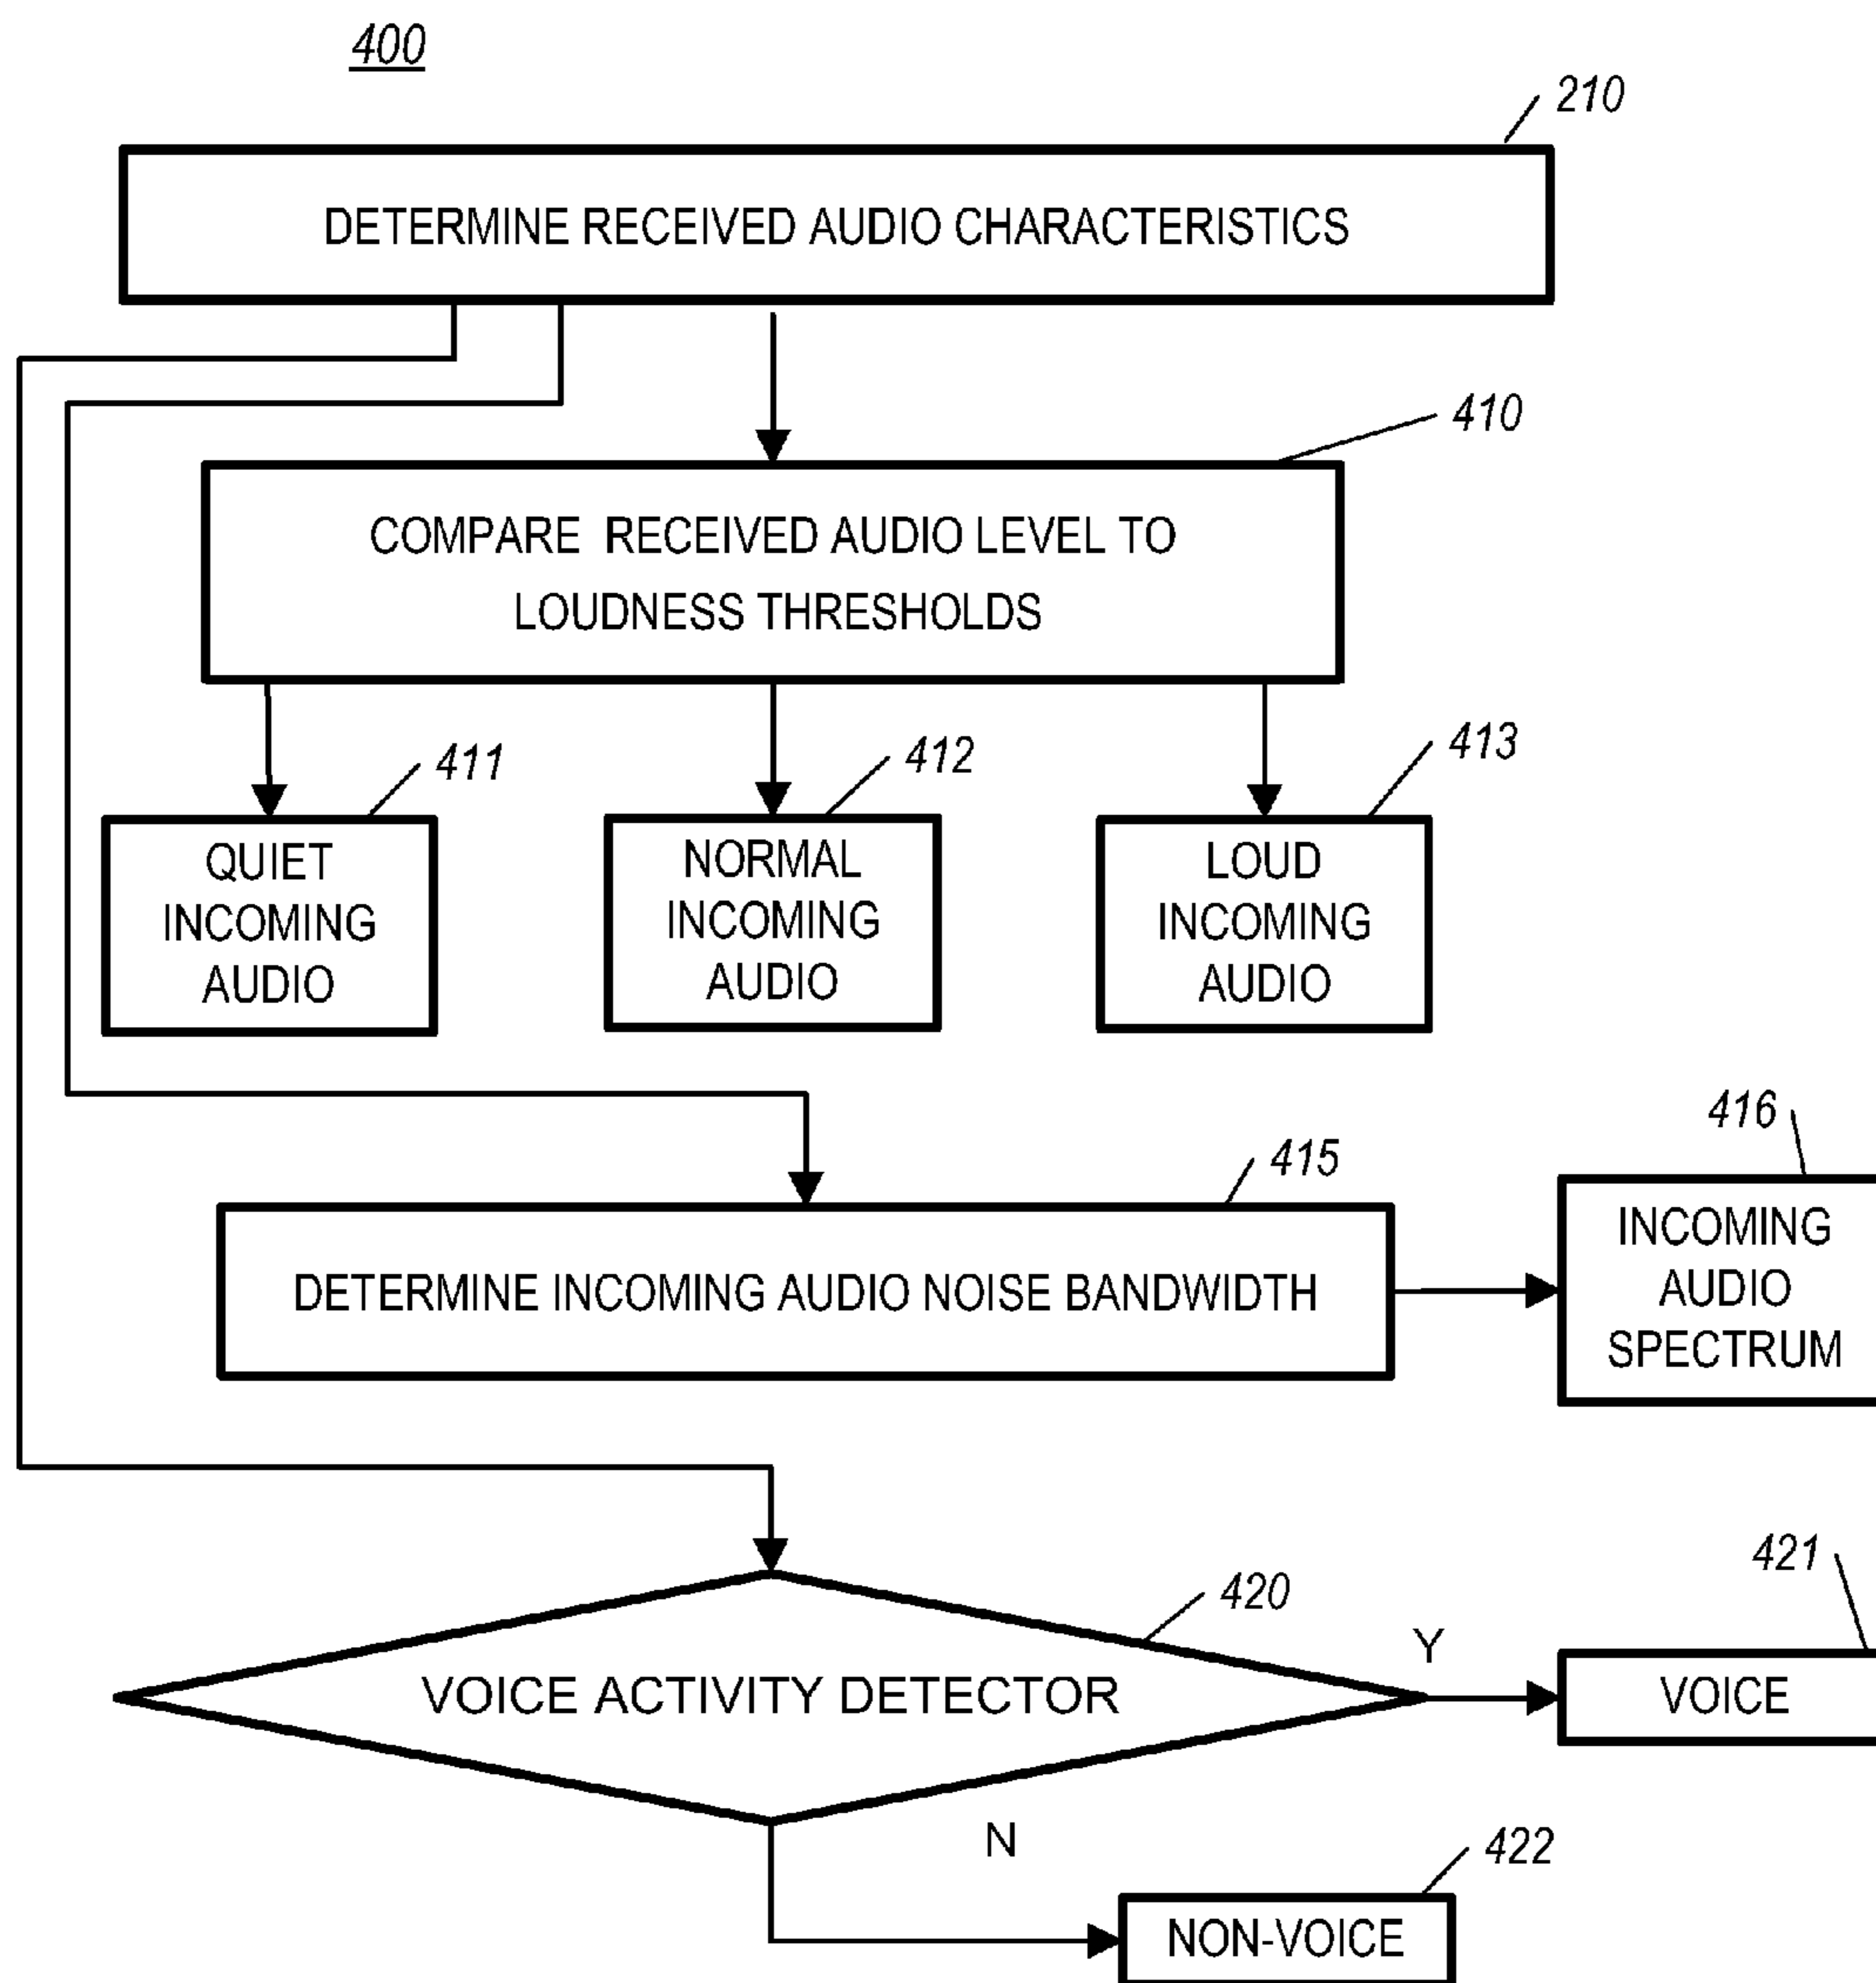 400
210
DETERMINE RECEIVED AUDIO CHARACTERISTICS
410
COMPARE RECEIVED AUDIO LEVEL TO
LOUDNESS THRESHOLDS
411
412
413
QUIET
INCOMING
AUDIO
NORMAL
INCOMING
AUDIO
LOUD
INCOMING
AUDIO
415
416
DETERMINE INCOMING AUDIO NOISE BANDWIDTH
INCOMING
AUDIO
SPECTRUM
420
421
VOICE ACTIVITY DETECTOR
Y
VOICE
N
422
NON-VOICE